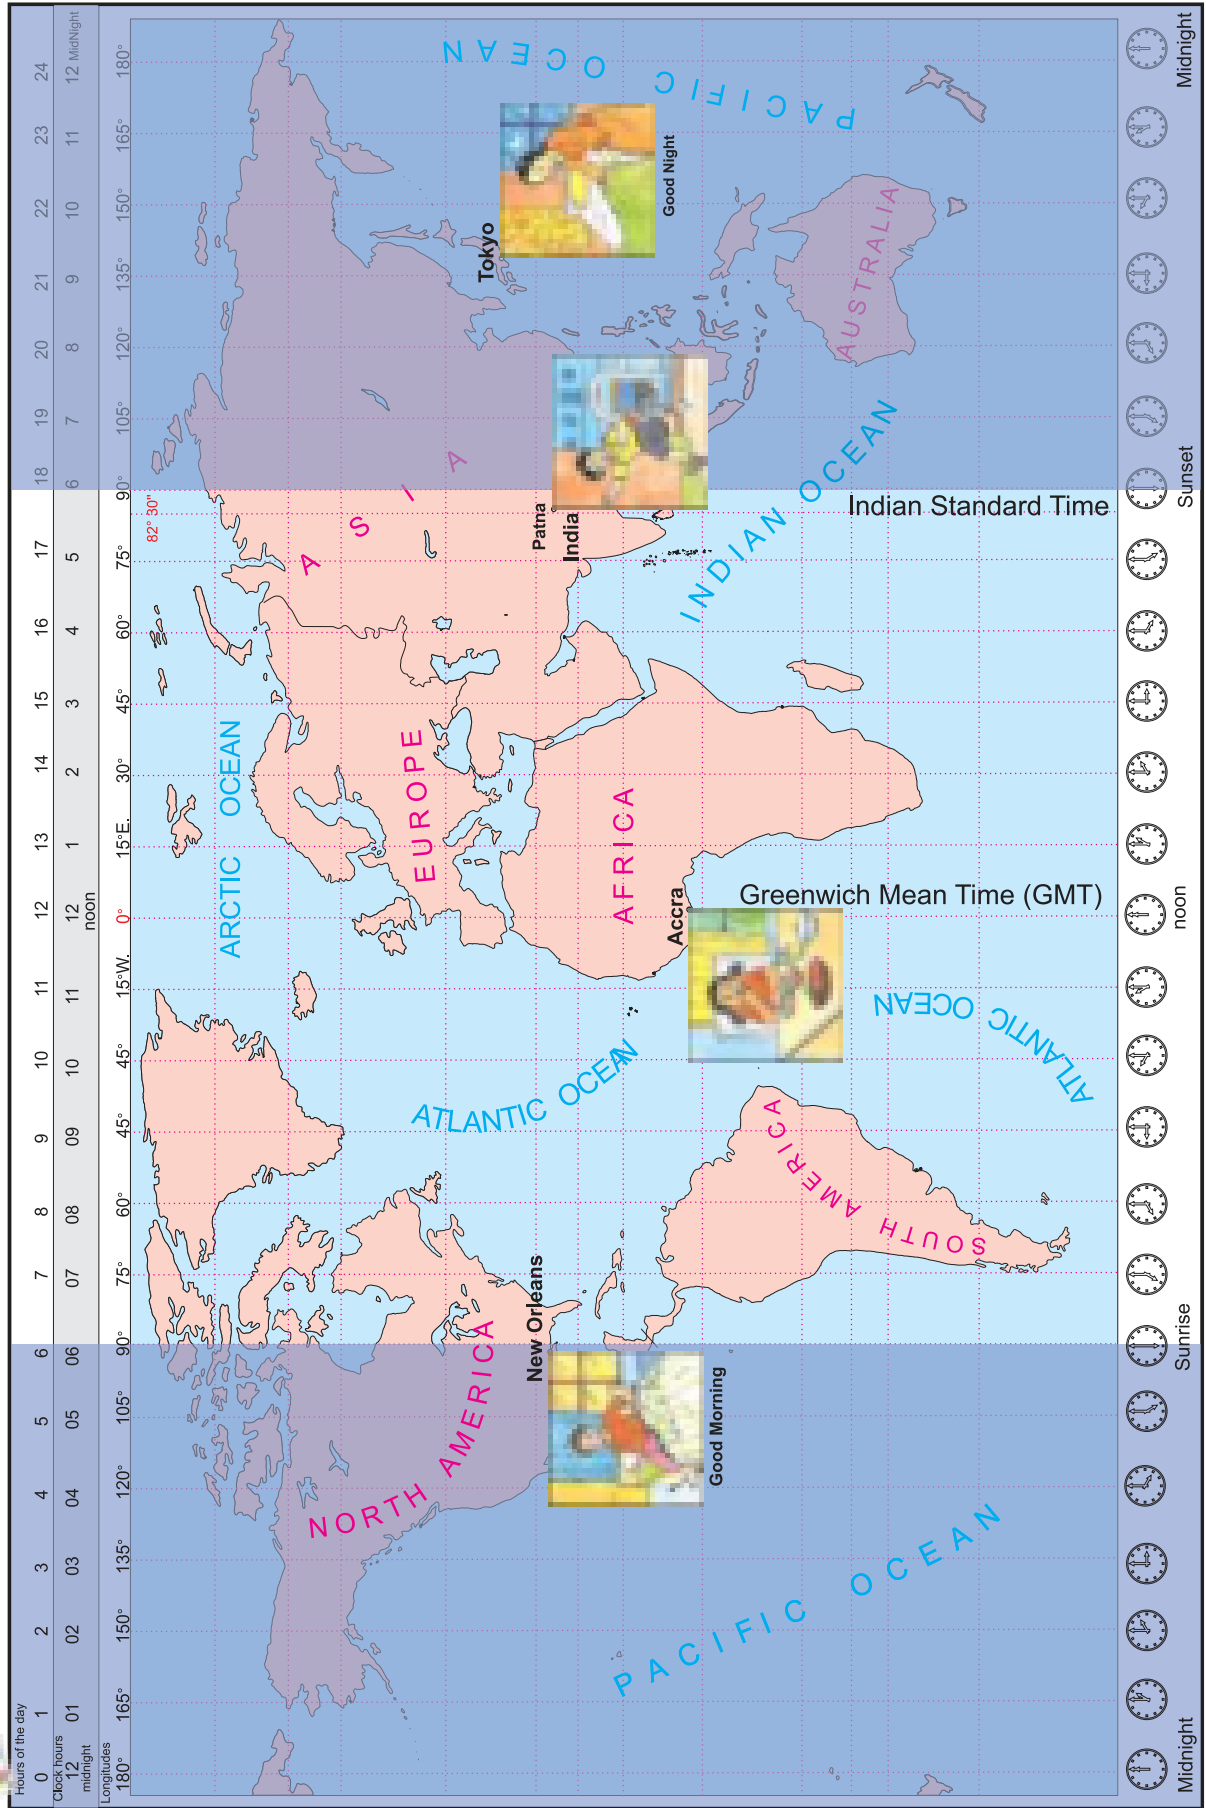 Hours of the day
0 1 2 3 4 5 6 7 8 9 10 11 12 13 14 15 16 17 18 19 20 21 22 23 24
Clock hours
12 01 02 03 04 05 06 07 08 09 10 11 12 1 2 3 4 5 6 7 8 9 10 11 12 MidNight
midnight
noon
Longitudes
180° 165° 150° 135° 120° 105° 90° 75° 60° 45° 45° 15°W. 0° 15°E. 30° 45° 60° 75° 90° 105° 120° 135° 150° 165° 180°
82° 30"
ARCTIC OCEAN
NORTH AMERICA
EUROPE
ASIA
ATLANTIC OCEAN
PACIFIC OCEAN
Tokyo
New Orleans
Patna
India
AFRICA
Accra
Good Night
Good Morning
PACIFIC OCEAN
INDIAN OCEAN
SOUTH AMERICA
AUSTRALIA
ATLANTIC OCEAN
Greenwich Mean Time (GMT)
Indian Standard Time
Midnight
Sunrise
noon
Sunset
Midnight